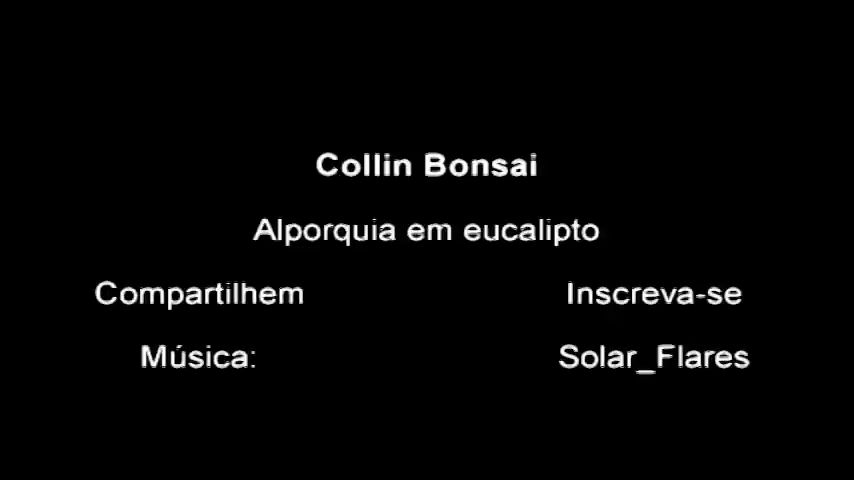 Collin Bonsai
Alporquia em eucalipto
Compartilhem Inscreva-se
Música: Solar_Flares